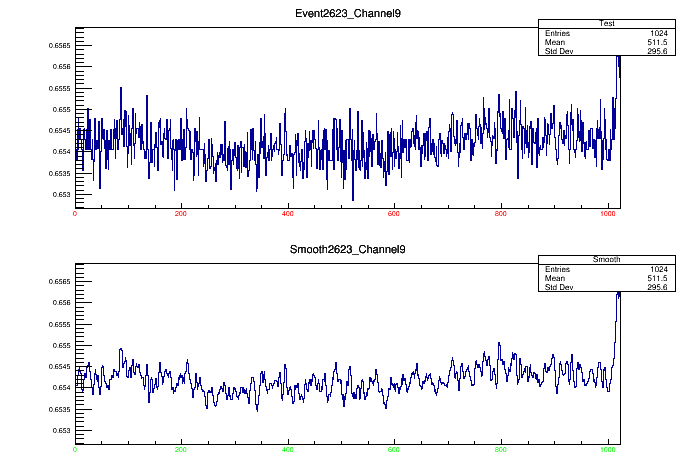 Event2623_Channel9
Test
Entries 1024
Mean 511.5
Std Dev 295.6
0.6565
0.656
0.6555
0.655
0.6545
0.654
0.6535
0.653
0 200 400 600 800 1000
Smooth2623_Channel9
Smooth
Entries 1024
Mean 511.5
Std Dev 295.6
0.6565
0.656
0.6555
0.655
0.6545
0.654
0.6535
0.653
0 200 400 600 800 1000